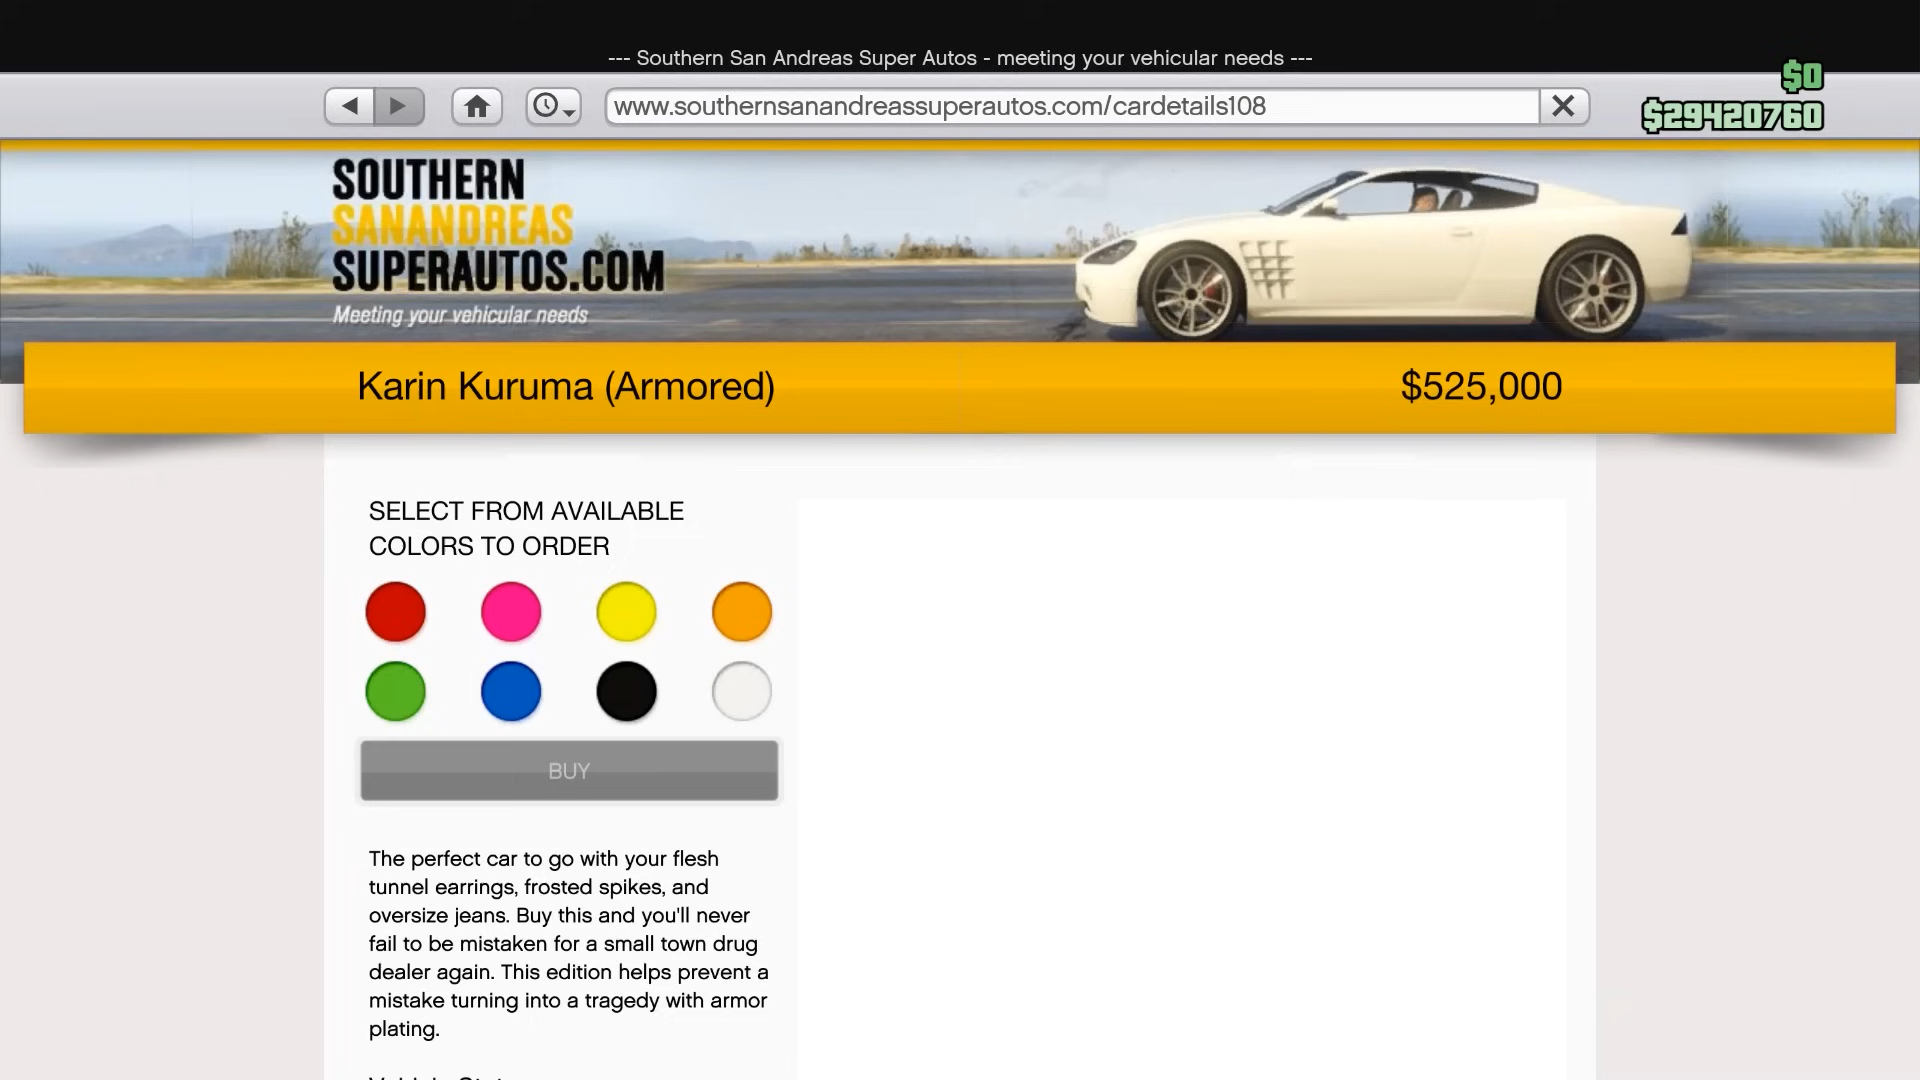 --- Southern San Andreas Super Autos - meeting your vehicular needs ---
$0
www.southernsanandreassuperautos.com/cardetails108
$29420760
SOUTHERN
SANANDREAS
SUPERAUTOS.COM
Meeting your vehicular needs
Karin Kuruma (Armored)
$525,000
SELECT FROM AVAILABLE
COLORS TO ORDER
BUY
The perfect car to go with your flesh
tunnel earrings, frosted spikes, and
oversize jeans. Buy this and you'll never
fail to be mistaken for a small town drug
dealer again. This edition helps prevent a
mistake turning into a tragedy with armor
plating.